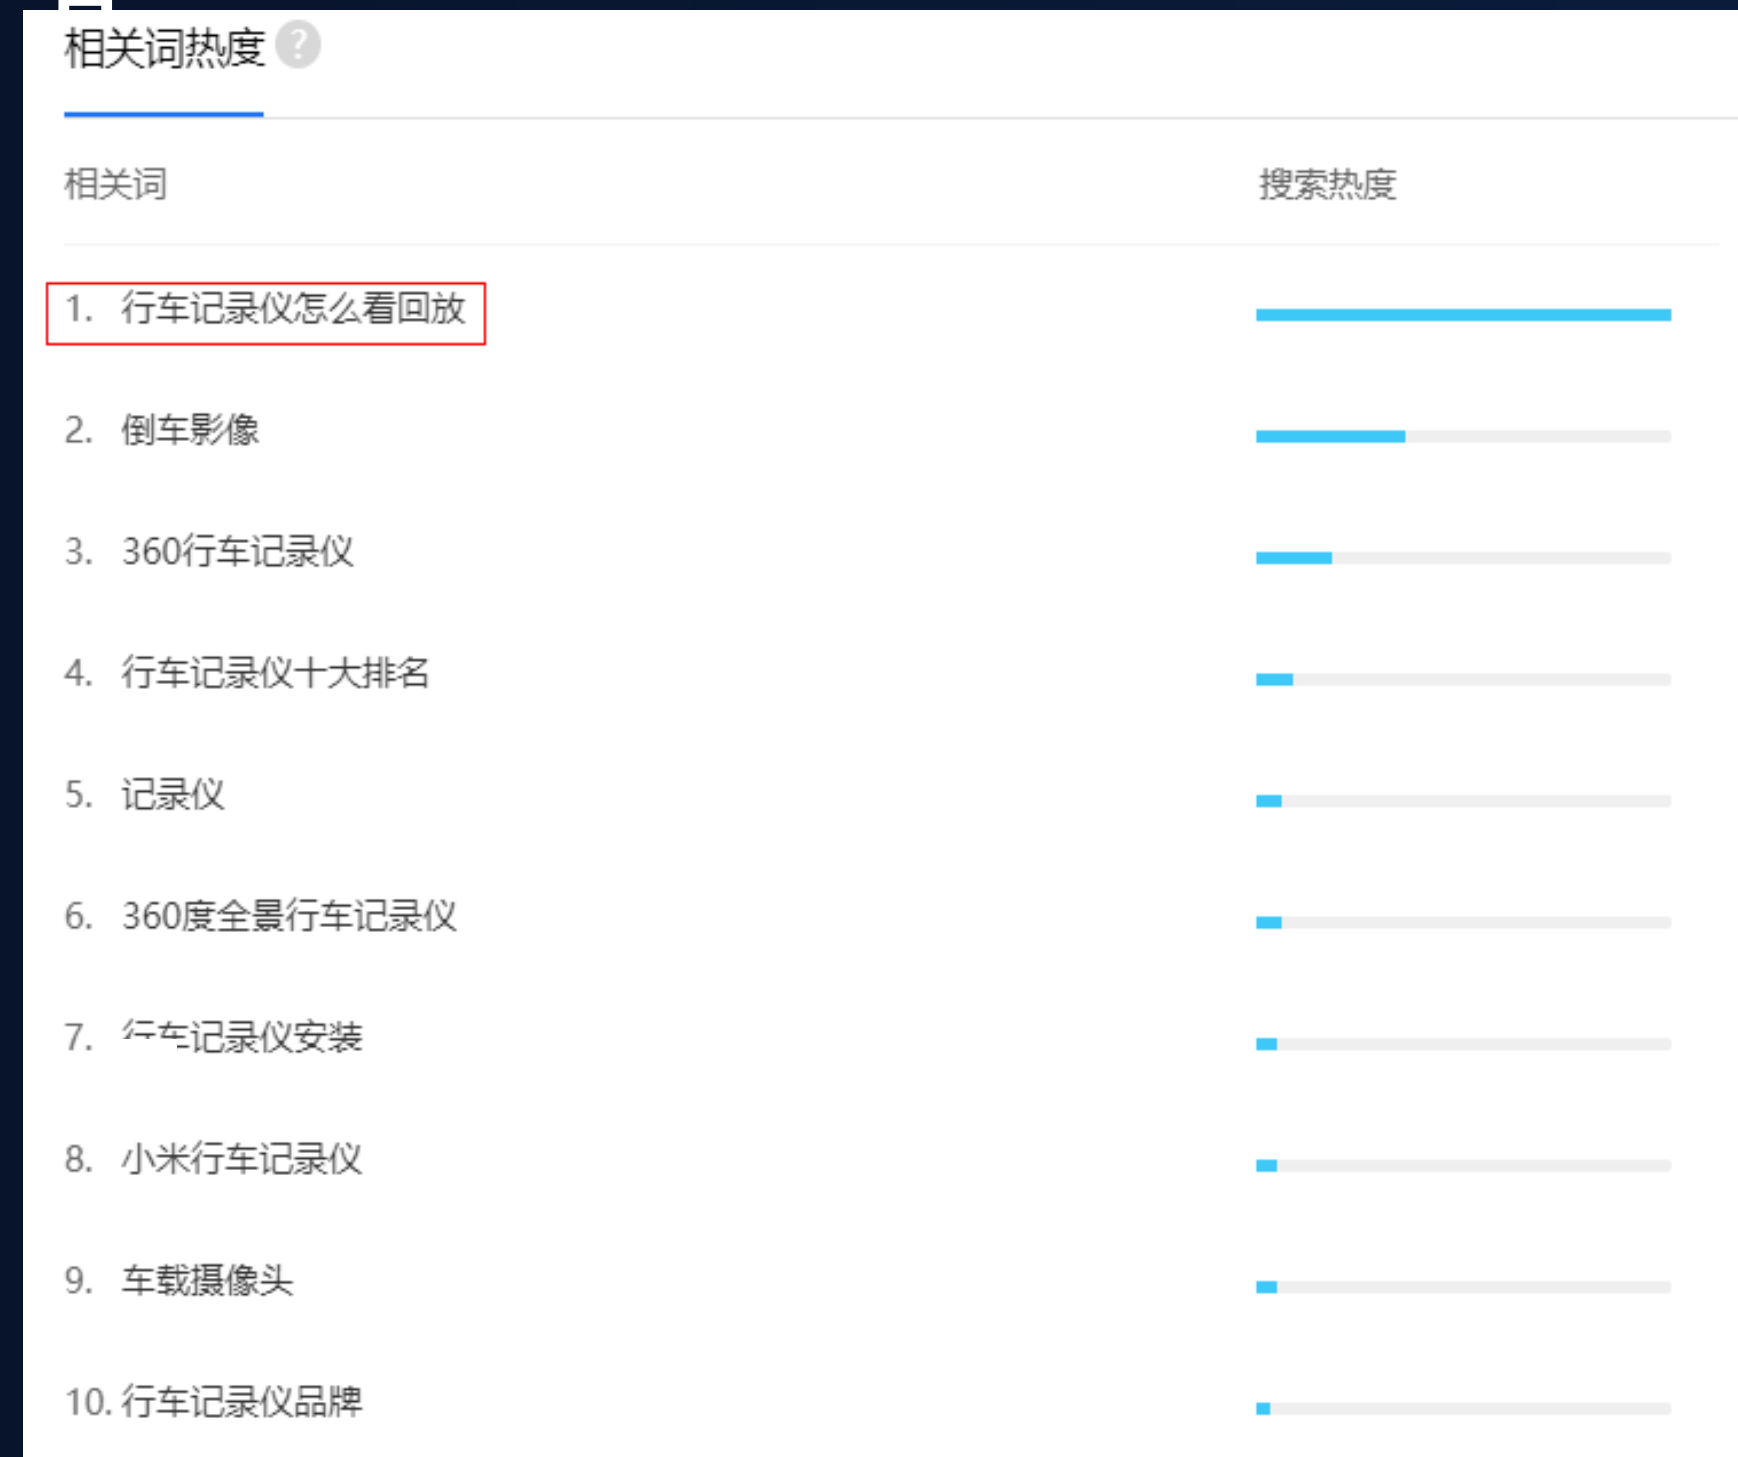 相关词热度 ?
相关词 搜索热度
1. 行车记录仪怎么看回放
2. 倒车影像
3. 360行车记录仪
4. 行车记录仪十大排名
5. 记录仪
6. 360度全景行车记录仪
7. 行车记录仪安装
8. 小米行车记录仪
9. 车载摄像头
10. 行车记录仪品牌